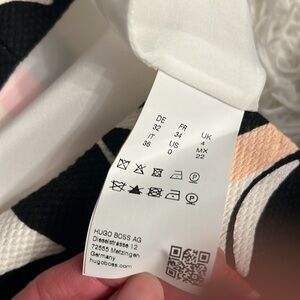 DE FR UK
32 34 4
IT US MX
36 0 22
HUGO BOSS AG
Dieselstrasse 12
72555 Metzingen
Germany
hugoboss.com